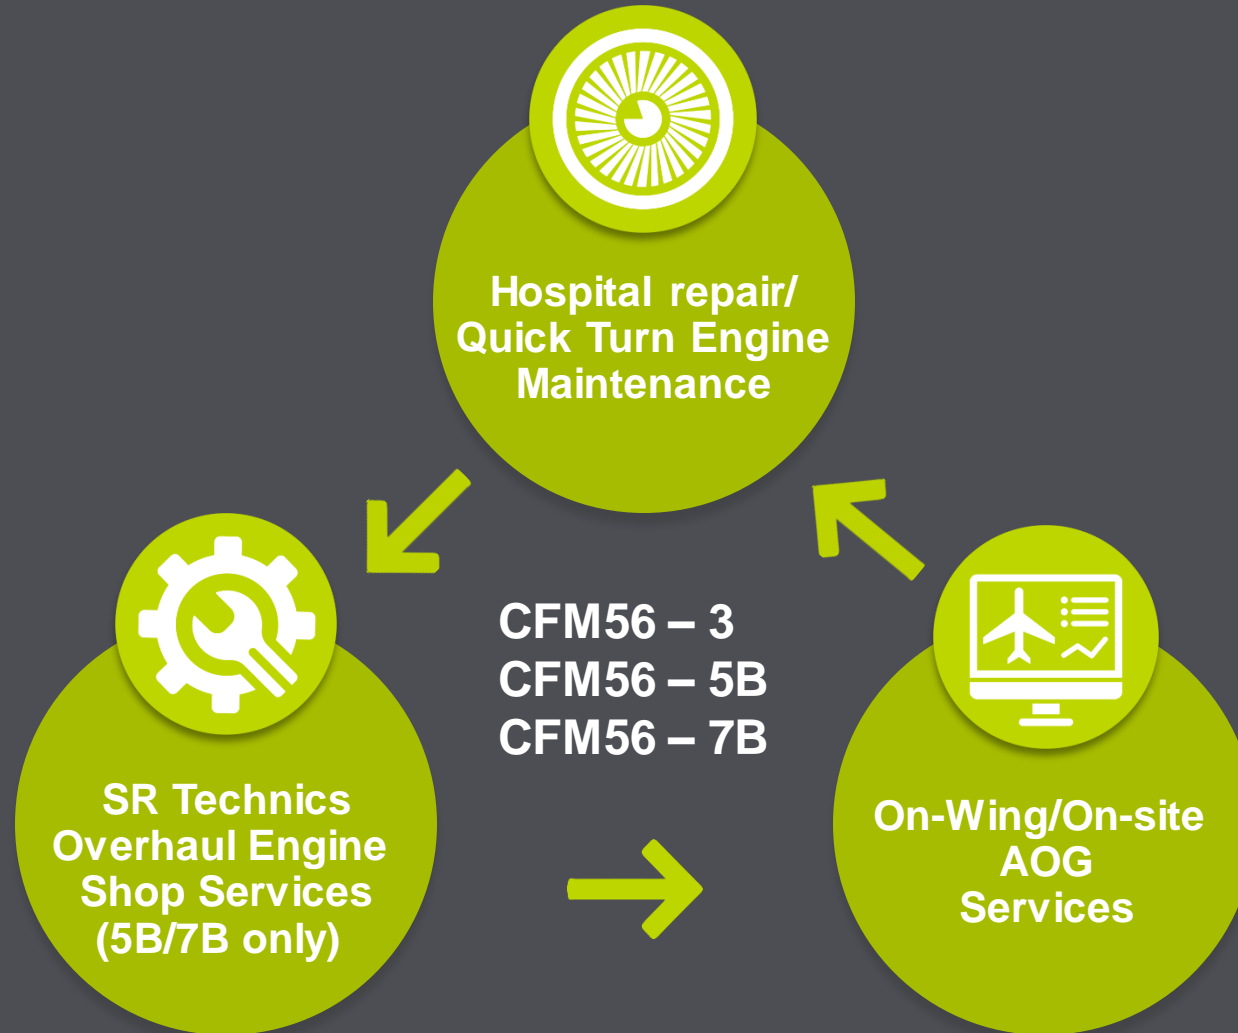 Hospital repair/
Quick Turn Engine
Maintenance
CFM56 – 3
CFM56 – 5B
CFM56 – 7B
SR Technics
Overhaul Engine
Shop Services
(5B/7B only)
On-Wing/On-site
AOG
Services